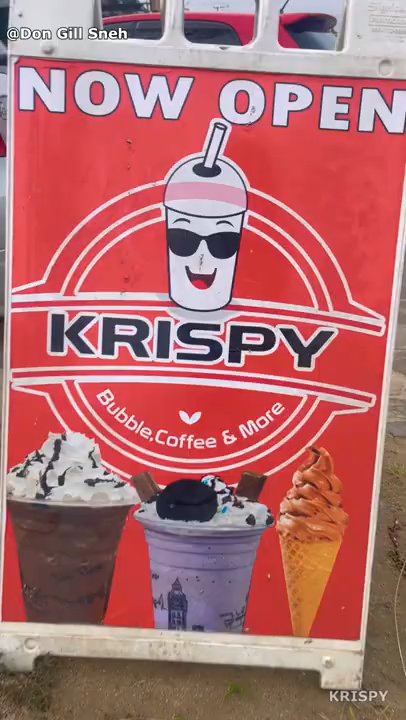 @Don Gill Sneh
NOW OPEN
KRISPY
Bubble,Coffee & More
KRISPY